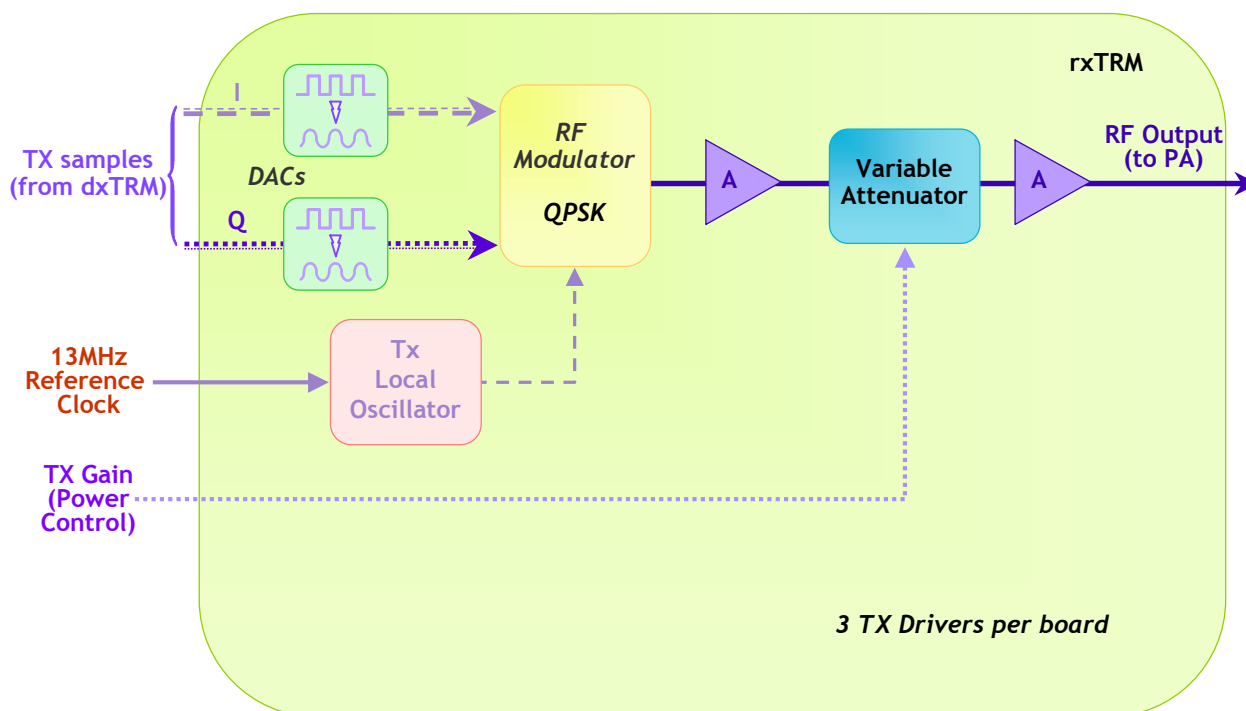 rxTRM
I
TX samples
(from dxTRM)
DACs
Q
RF
Modulator
QPSK
A
Variable
Attenuator
A
RF Output
(to PA)
13MHz
Reference
Clock
Tx
Local
Oscillator
TX Gain
(Power
Control)
3 TX Drivers per board